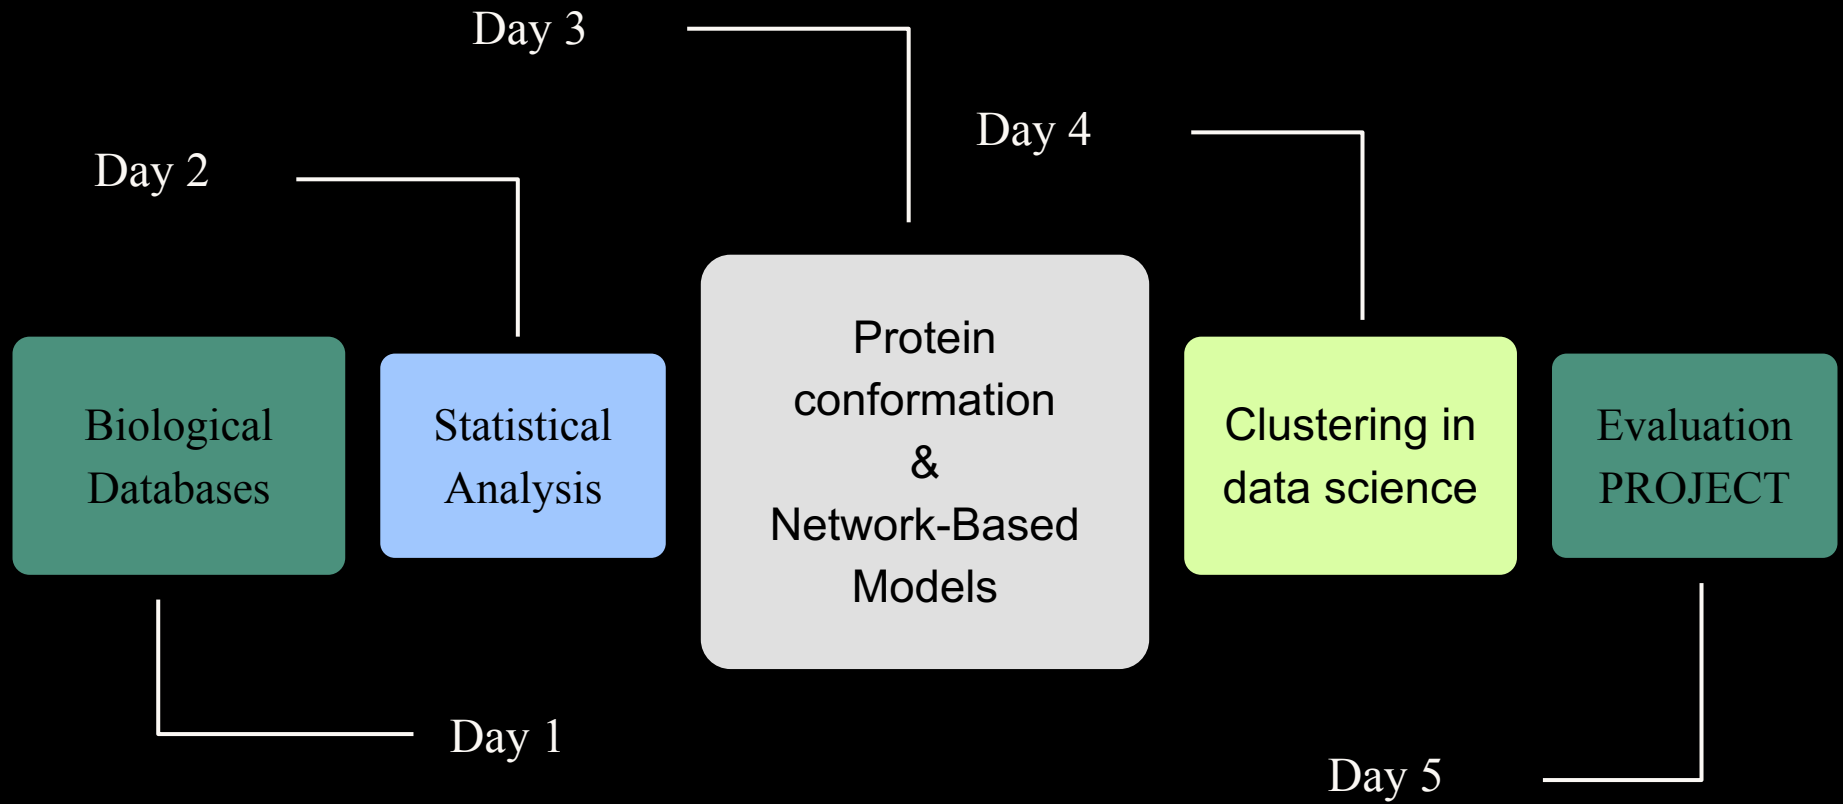 Day 3
Day 4
Day 2
Biological
Databases
Statistical
Analysis
Protein
conformation
&
Network-Based
Models
Clustering in
data science
Evaluation
PROJECT
Day 1
Day 5